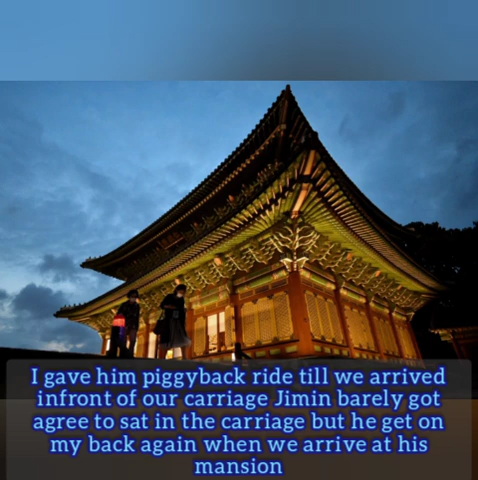 I gave him piggyback ride till we arrived
infront of our carriage Jimin barely got
agree to sat in the carriage but he get on
my back again when we arrive at his
mansion